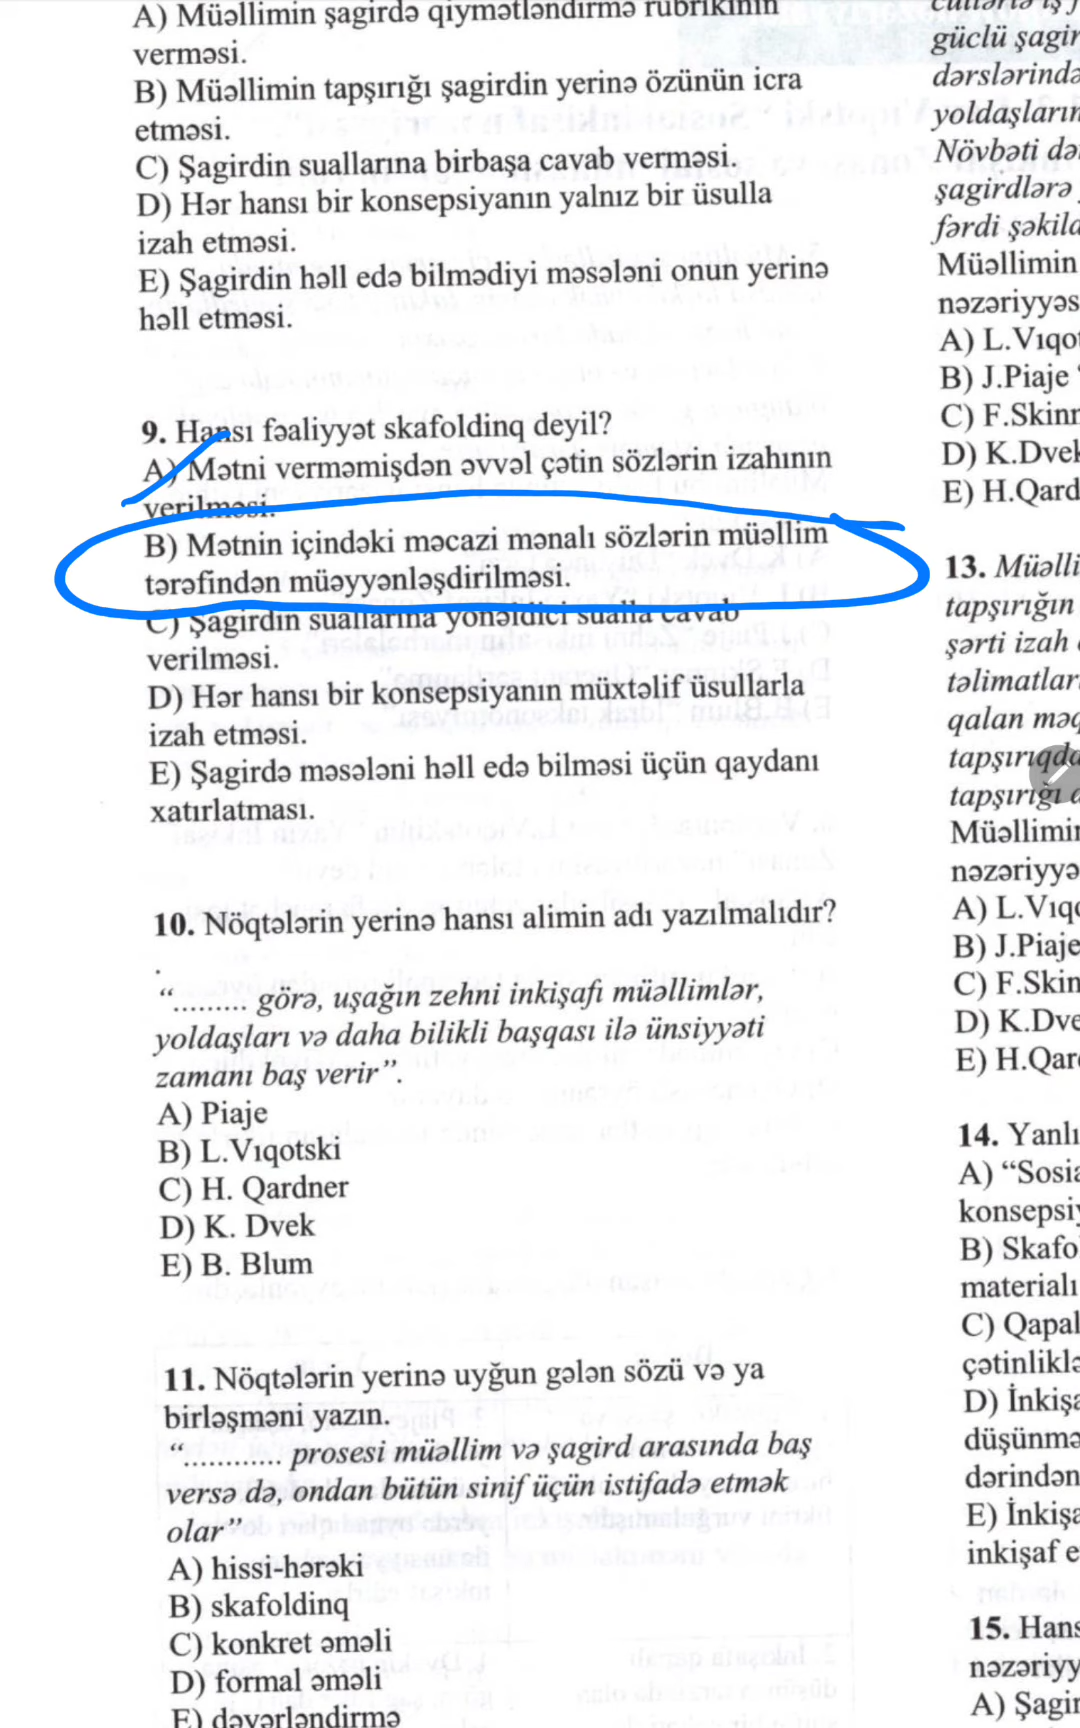 A) Müəllimin şagirdə qiymətləndirmə rubrikinin
verməsi.
B) Müəllimin tapşırığı şagirdin yerinə özünün icra
etməsi.
C) Şagirdin suallarına birbaşa cavab verməsi.
D) Hər hansı bir konsepsiyanın yalnız bir üsulla
izah etməsi.
E) Şagirdin həll edə bilmədiyi məsələni onun yerinə
həll etməsi.
9. Hansı fəaliyyət skafoldinq deyil?
A) Mətni verməmişdən əvvəl çətin sözlərin izahının
verilməsi.
B) Mətnin içindəki məcazi mənalı sözlərin müəllim
tərəfindən müəyyənləşdirilməsi.
C) Şagirdin suallarına yönəldici sualla cavab
verilməsi.
D) Hər hansı bir konsepsiyanın müxtəlif üsullarla
izah etməsi.
E) Şagirdə məsələni həll edə bilməsi üçün qaydanı
xatırlatması.
10. Nöqtələrin yerinə hansı alimin adı yazılmalıdır?
.
“......... görə, uşağın zehni inkişafı müəllimlər,
yoldaşları və daha bilikli başqası ilə ünsiyyəti
zamanı baş verir”.
A) Piaje
B) L.Vıqotski
C) H. Qardner
D) K. Dvek
E) B. Blum
11. Nöqtələrin yerinə uyğun gələn sözü və ya
birləşməni yazın.
“............ prosesi müəllim və şagird arasında baş
versə də, ondan bütün sinif üçün istifadə etmək
olar”
A) hissi-hərəki
B) skafoldinq
C) konkret əməli
D) formal əməli
E) dəyərləndirmə
güclü şagir
dərslərində
yoldaşların
Növbəti də
şagirdlərə
fərdi şəkild
Müəllimin
nəzəriyyəs
A) L.Vıqot
B) J.Piaje
C) F.Skinn
D) K.Dvek
E) H.Qard
13. Müəlli
tapşırığın
şərti izah
təlimatlar
qalan məq
tapşırıqda
tapşırığı
Müəllimin
nəzəriyyə
A) L.Vıqo
B) J.Piaje
C) F.Skin
D) K.Dve
E) H.Qar
14. Yanlı
A) “Sosia
konsepsiy
B) Skafo
materialı
C) Qapal
çətinliklə
D) İnkişa
düşünmə
dərindən
E) İnkişa
inkişaf e
15. Hans
nəzəriyy
A) Şagir